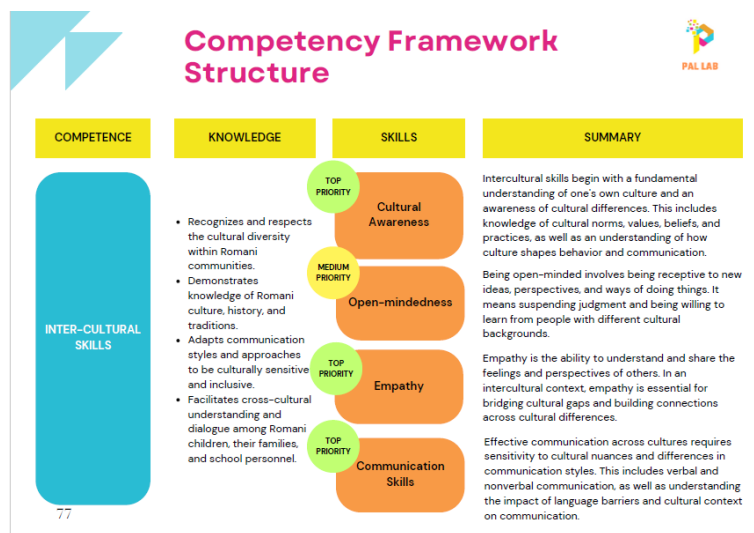 Competency Framework
Structure
PAL LAB
COMPETENCE
KNOWLEDGE
SKILLS
SUMMARY
INTER-CULTURAL
SKILLS
• Recognizes and respects
the cultural diversity
within Romani
communities.
• Demonstrates
knowledge of Romani
culture, history, and
traditions.
• Adapts communication
styles and approaches
to be culturally sensitive
and inclusive.
• Facilitates cross-cultural
understanding and
dialogue among Romani
children, their families,
and school personnel.
TOP
PRIORITY
Cultural
Awareness
Intercultural skills begin with a fundamental
understanding of one's own culture and an
awareness of cultural differences. This includes
knowledge of cultural norms, values, beliefs, and
practices, as well as an understanding of how
culture shapes behavior and communication.
MEDIUM
PRIORITY
Open-mindedness
Being open-minded involves being receptive to new
ideas, perspectives, and ways of doing things. It
means suspending judgment and being willing to
learn from people with different cultural
backgrounds.
TOP
PRIORITY
Empathy
Empathy is the ability to understand and share the
feelings and perspectives of others. In an
intercultural context, empathy is essential for
bridging cultural gaps and building connections
across cultural differences.
TOP
PRIORITY
Communication
Skills
Effective communication across cultures requires
sensitivity to cultural nuances and differences in
communication styles. This includes verbal and
nonverbal communication, as well as understanding
the impact of language barriers and cultural context
on communication.
77